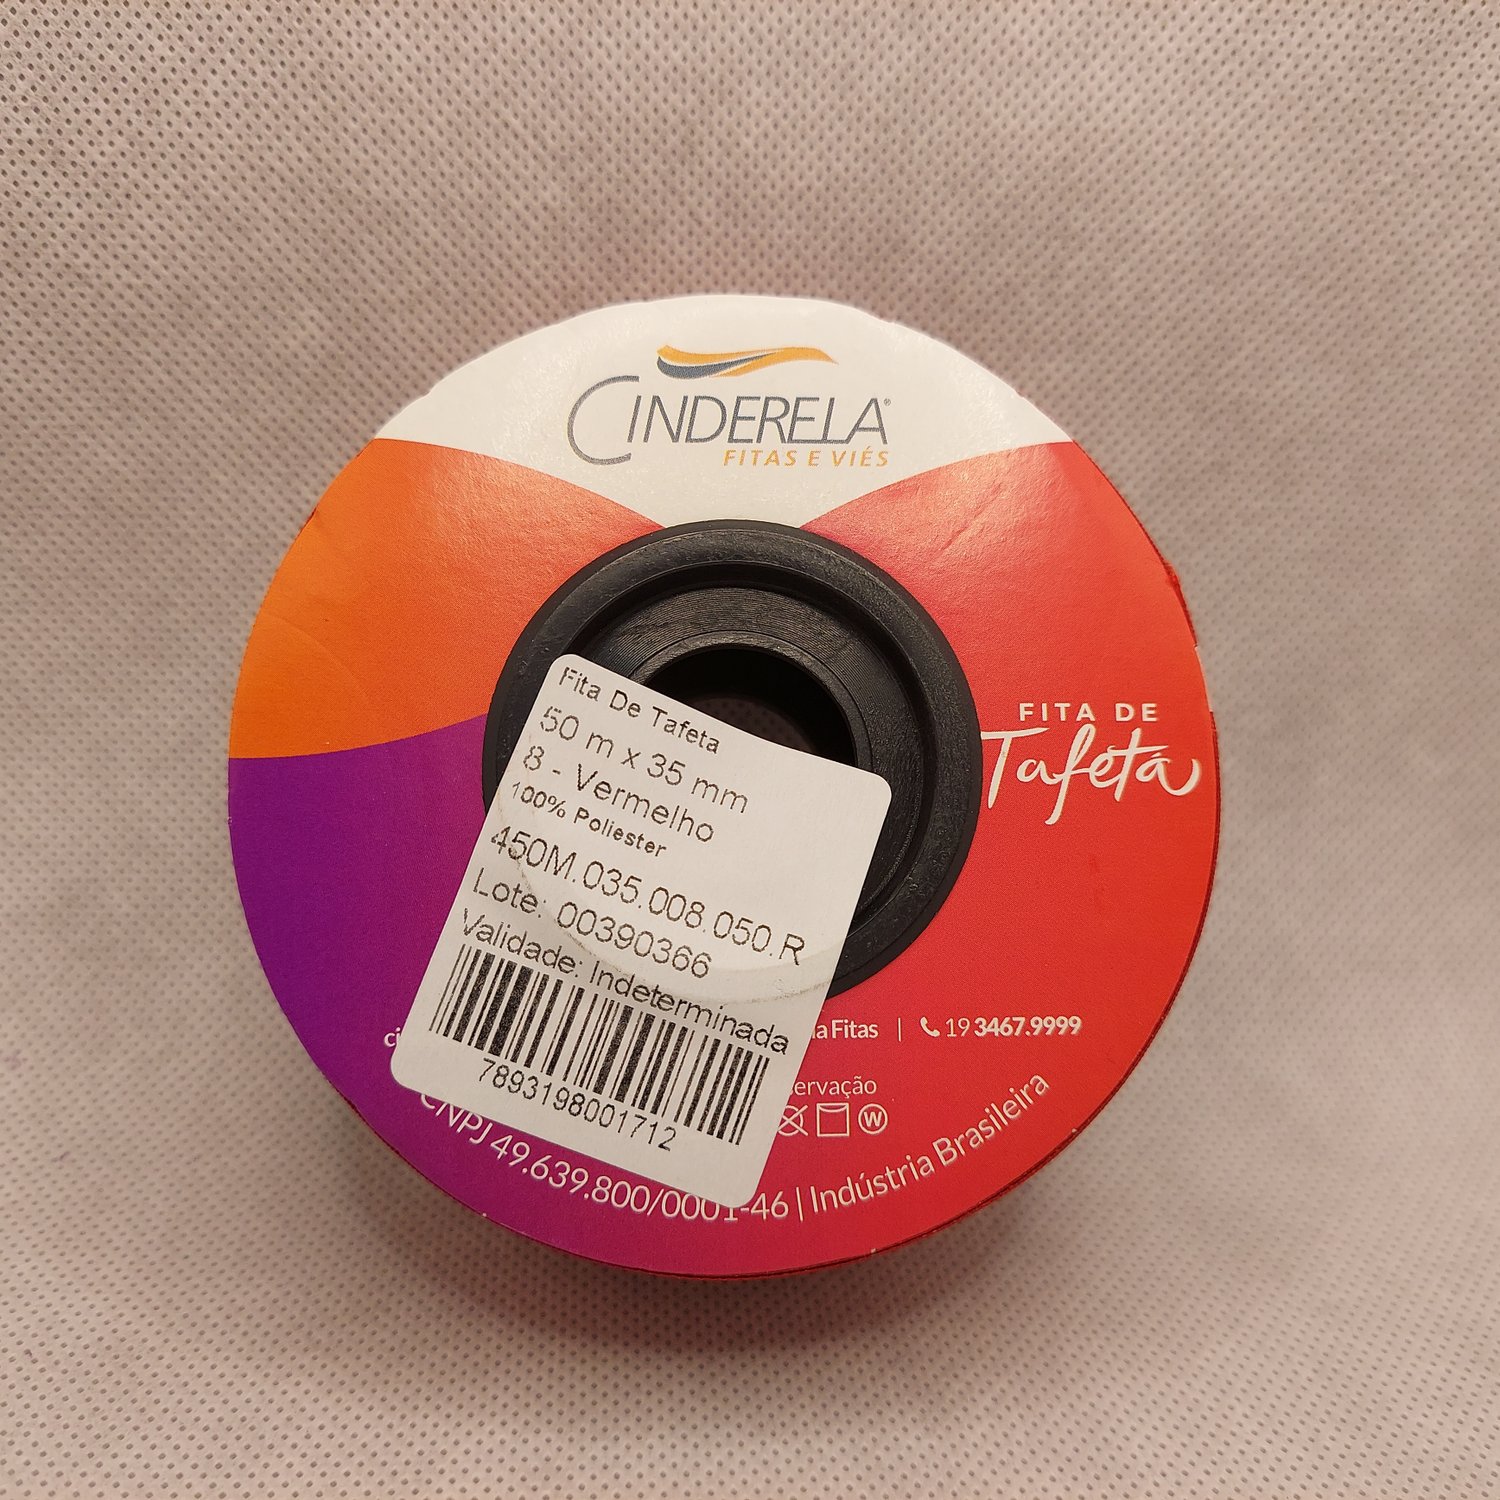 CINDERELA®
FITAS E VIÉS
FITA DE
Tafetá
Fita De Tafeta
50 m x 35 mm
8 - Vermelho
100% Poliester
450M.035.008.050.R
Lote: 00390366
Validade: Indeterminada
7893198001712
Fitas | 19 3467.9999
W
CNPJ 49.639.800/0001-46 | Indústria Brasileira